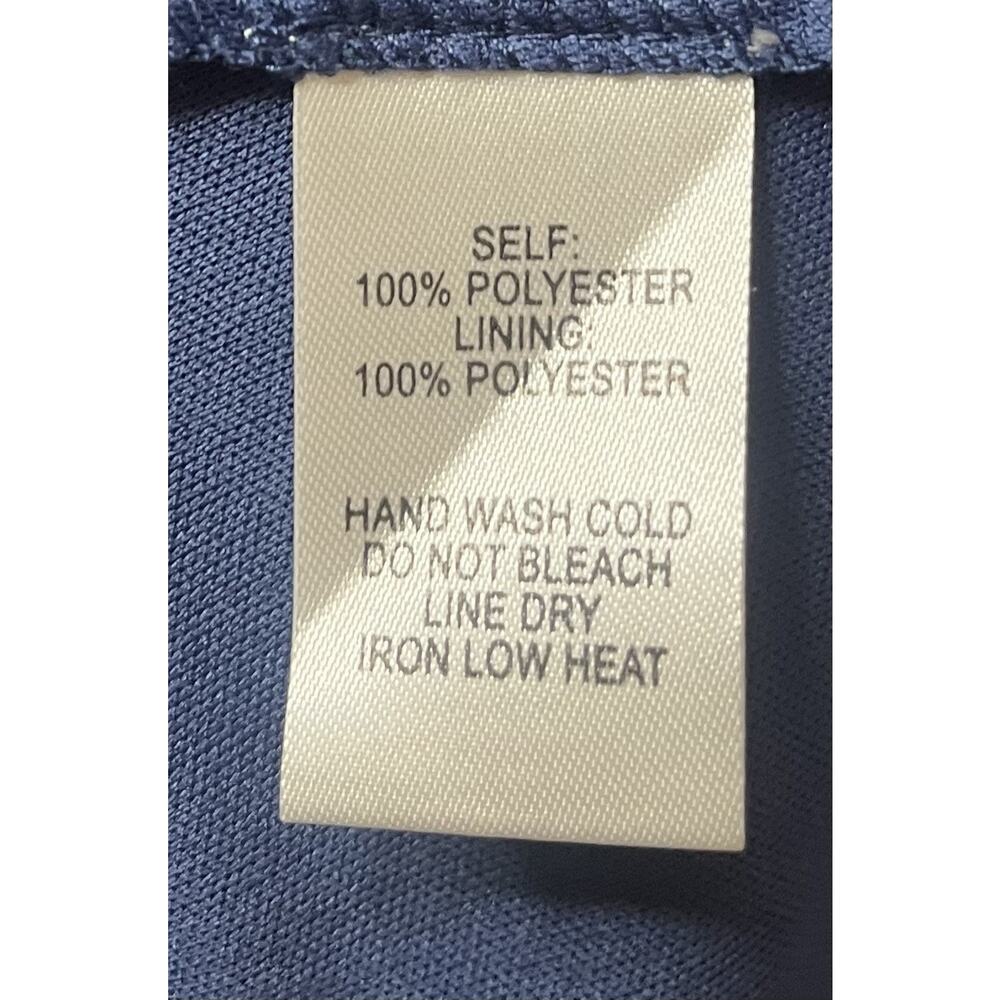 SELF:
100% POLYESTER
LINING:
100% POLYESTER
HAND WASH COLD
DO NOT BLEACH
LINE DRY
IRON LOW HEAT